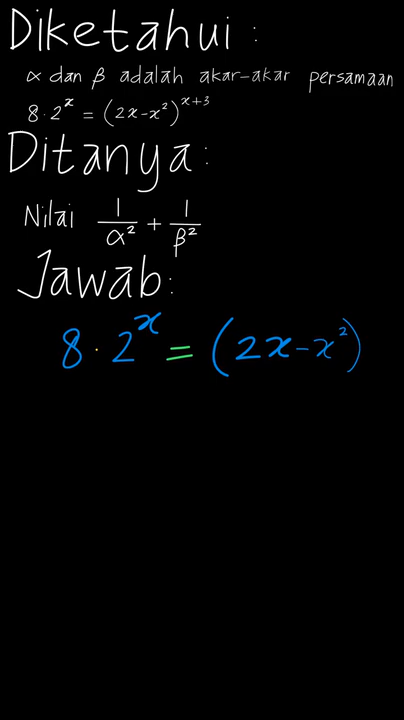 Diketahui :
α dan β adalah akar-akar persamaan
8·2^x = (2x-x²)^{x+3}
Ditanya :
Nilai 1/α² + 1/β²
Jawab :
8·2^x = (2x-x²)